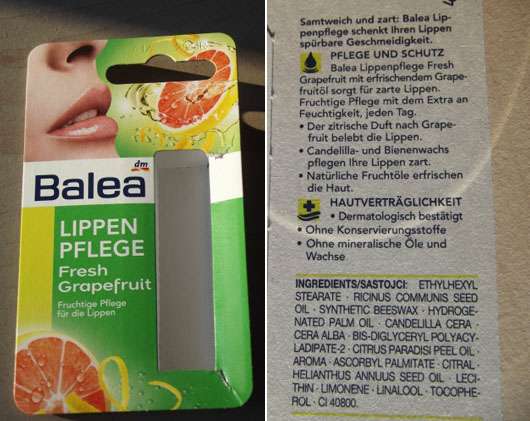 dm
Balea
LIPPEN
PFLEGE
Fresh
Grapefruit
Fruchtige Pflege
für die Lippen
Samtweich und zart: Balea Lip-
penpflege schenkt Ihren Lippen
spürbare Geschmeidigkeit.
PFLEGE UND SCHUTZ
Balea Lippenpflege Fresh
Grapefruit mit erfrischendem Grape-
fruitöl sorgt für zarte Lippen.
Fruchtige Pflege mit dem Extra an
Feuchtigkeit, jeden Tag.
• Der zitrische Duft nach Grape-
fruit belebt die Lippen.
• Candelilla- und Bienenwachs
pflegen Ihre Lippen zart.
• Natürliche Fruchtöle erfrischen
die Haut.
HAUTVERTRÄGLICHKEIT
• Dermatologisch bestätigt
• Ohne Konservierungsstoffe
• Ohne mineralische Öle und
Wachse
INGREDIENTS/SASTOJCI: ETHYLHEXYL
STEARATE · RICINUS COMMUNIS SEED
OIL · SYNTHETIC BEESWAX · HYDROGE-
NATED PALM OIL · CANDELILLA CERA ·
CERA ALBA · BIS-DIGLYCERYL POLYACY-
LADIPATE-2 · CITRUS PARADISI PEEL OIL ·
AROMA · ASCORBYL PALMITATE · CITRAL ·
HELIANTHUS ANNUUS SEED OIL · LECI-
THIN · LIMONENE · LINALOOL · TOCOPHE-
ROL · CI 40800.